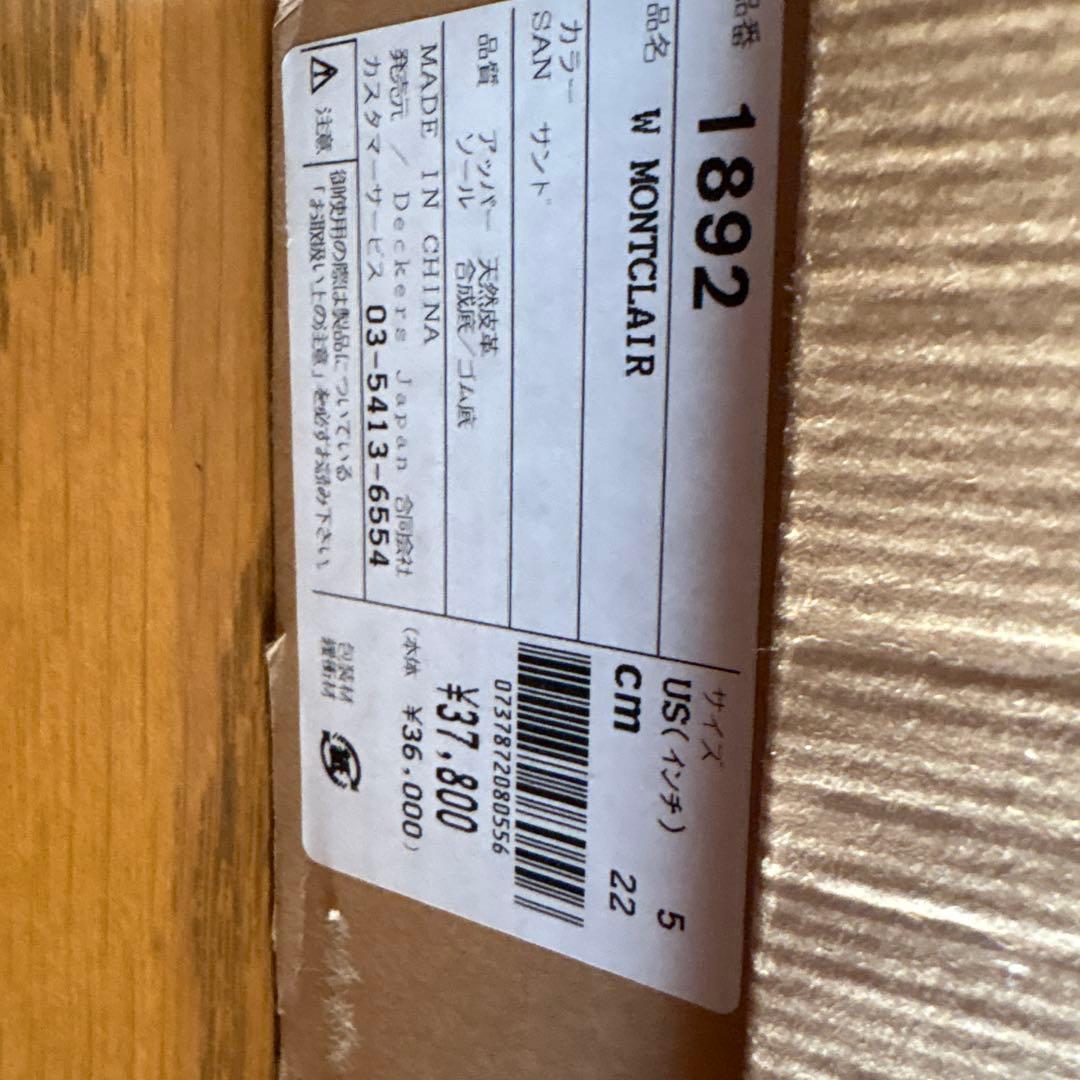 品番 1892
品名 W MONTCLAIR
カラー
SAN サンド
品質 アッパー 天然皮革
ソール 合成底/ゴム底
MADE IN CHINA
発売元 / Deckers Japan 合同会社
カスタマーサービス 03-5413-6554
注意
御使用の際は製品についている
「お取扱い上の注意」を必ずお読み下さい。
サイズ
US(インチ) 5
cm 22
0737872080556
¥37,800
(本体 ¥36,000)
包装材
緩衝材